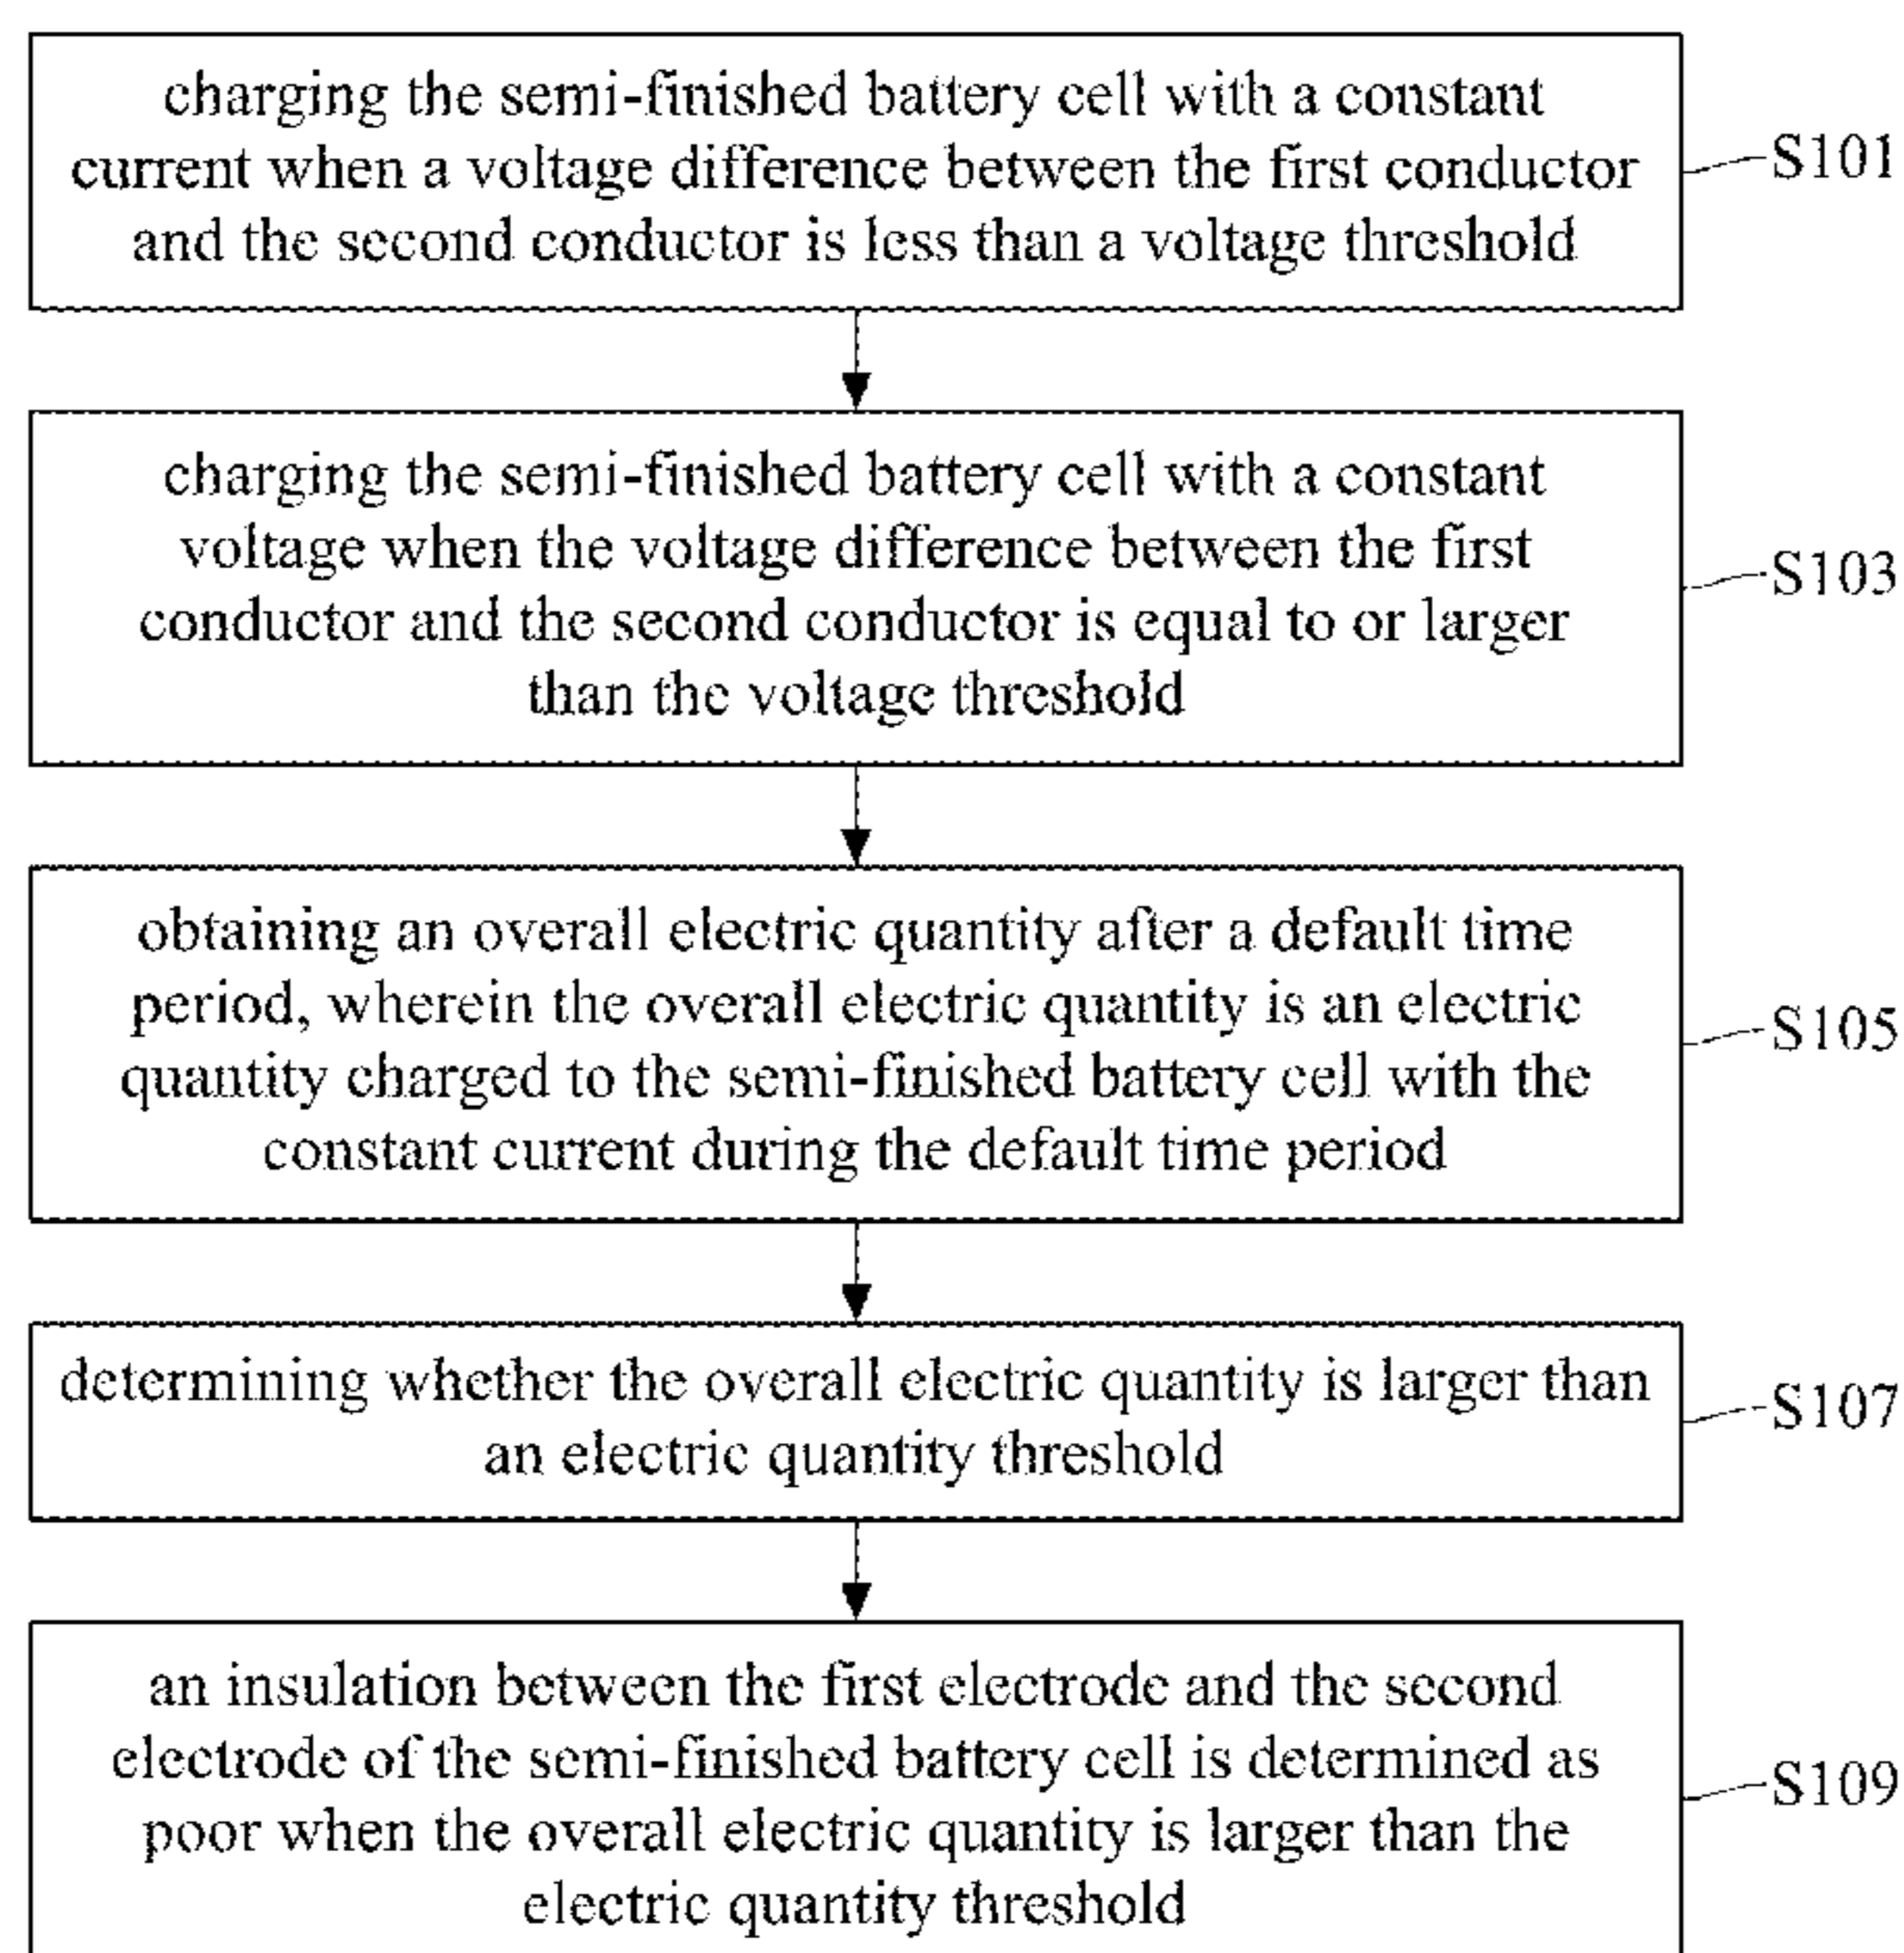 charging the semi-finished battery cell with a constant
current when a voltage difference between the first conductor
and the second conductor is less than a voltage threshold
S101
charging the semi-finished battery cell with a constant
voltage when the voltage difference between the first
conductor and the second conductor is equal to or larger
than the voltage threshold
S103
obtaining an overall electric quantity after a default time
period, wherein the overall electric quantity is an electric
quantity charged to the semi-finished battery cell with the
constant current during the default time period
S105
determining whether the overall electric quantity is larger than
an electric quantity threshold
S107
an insulation between the first electrode and the second
electrode of the semi-finished battery cell is determined as
poor when the overall electric quantity is larger than the
electric quantity threshold
S109